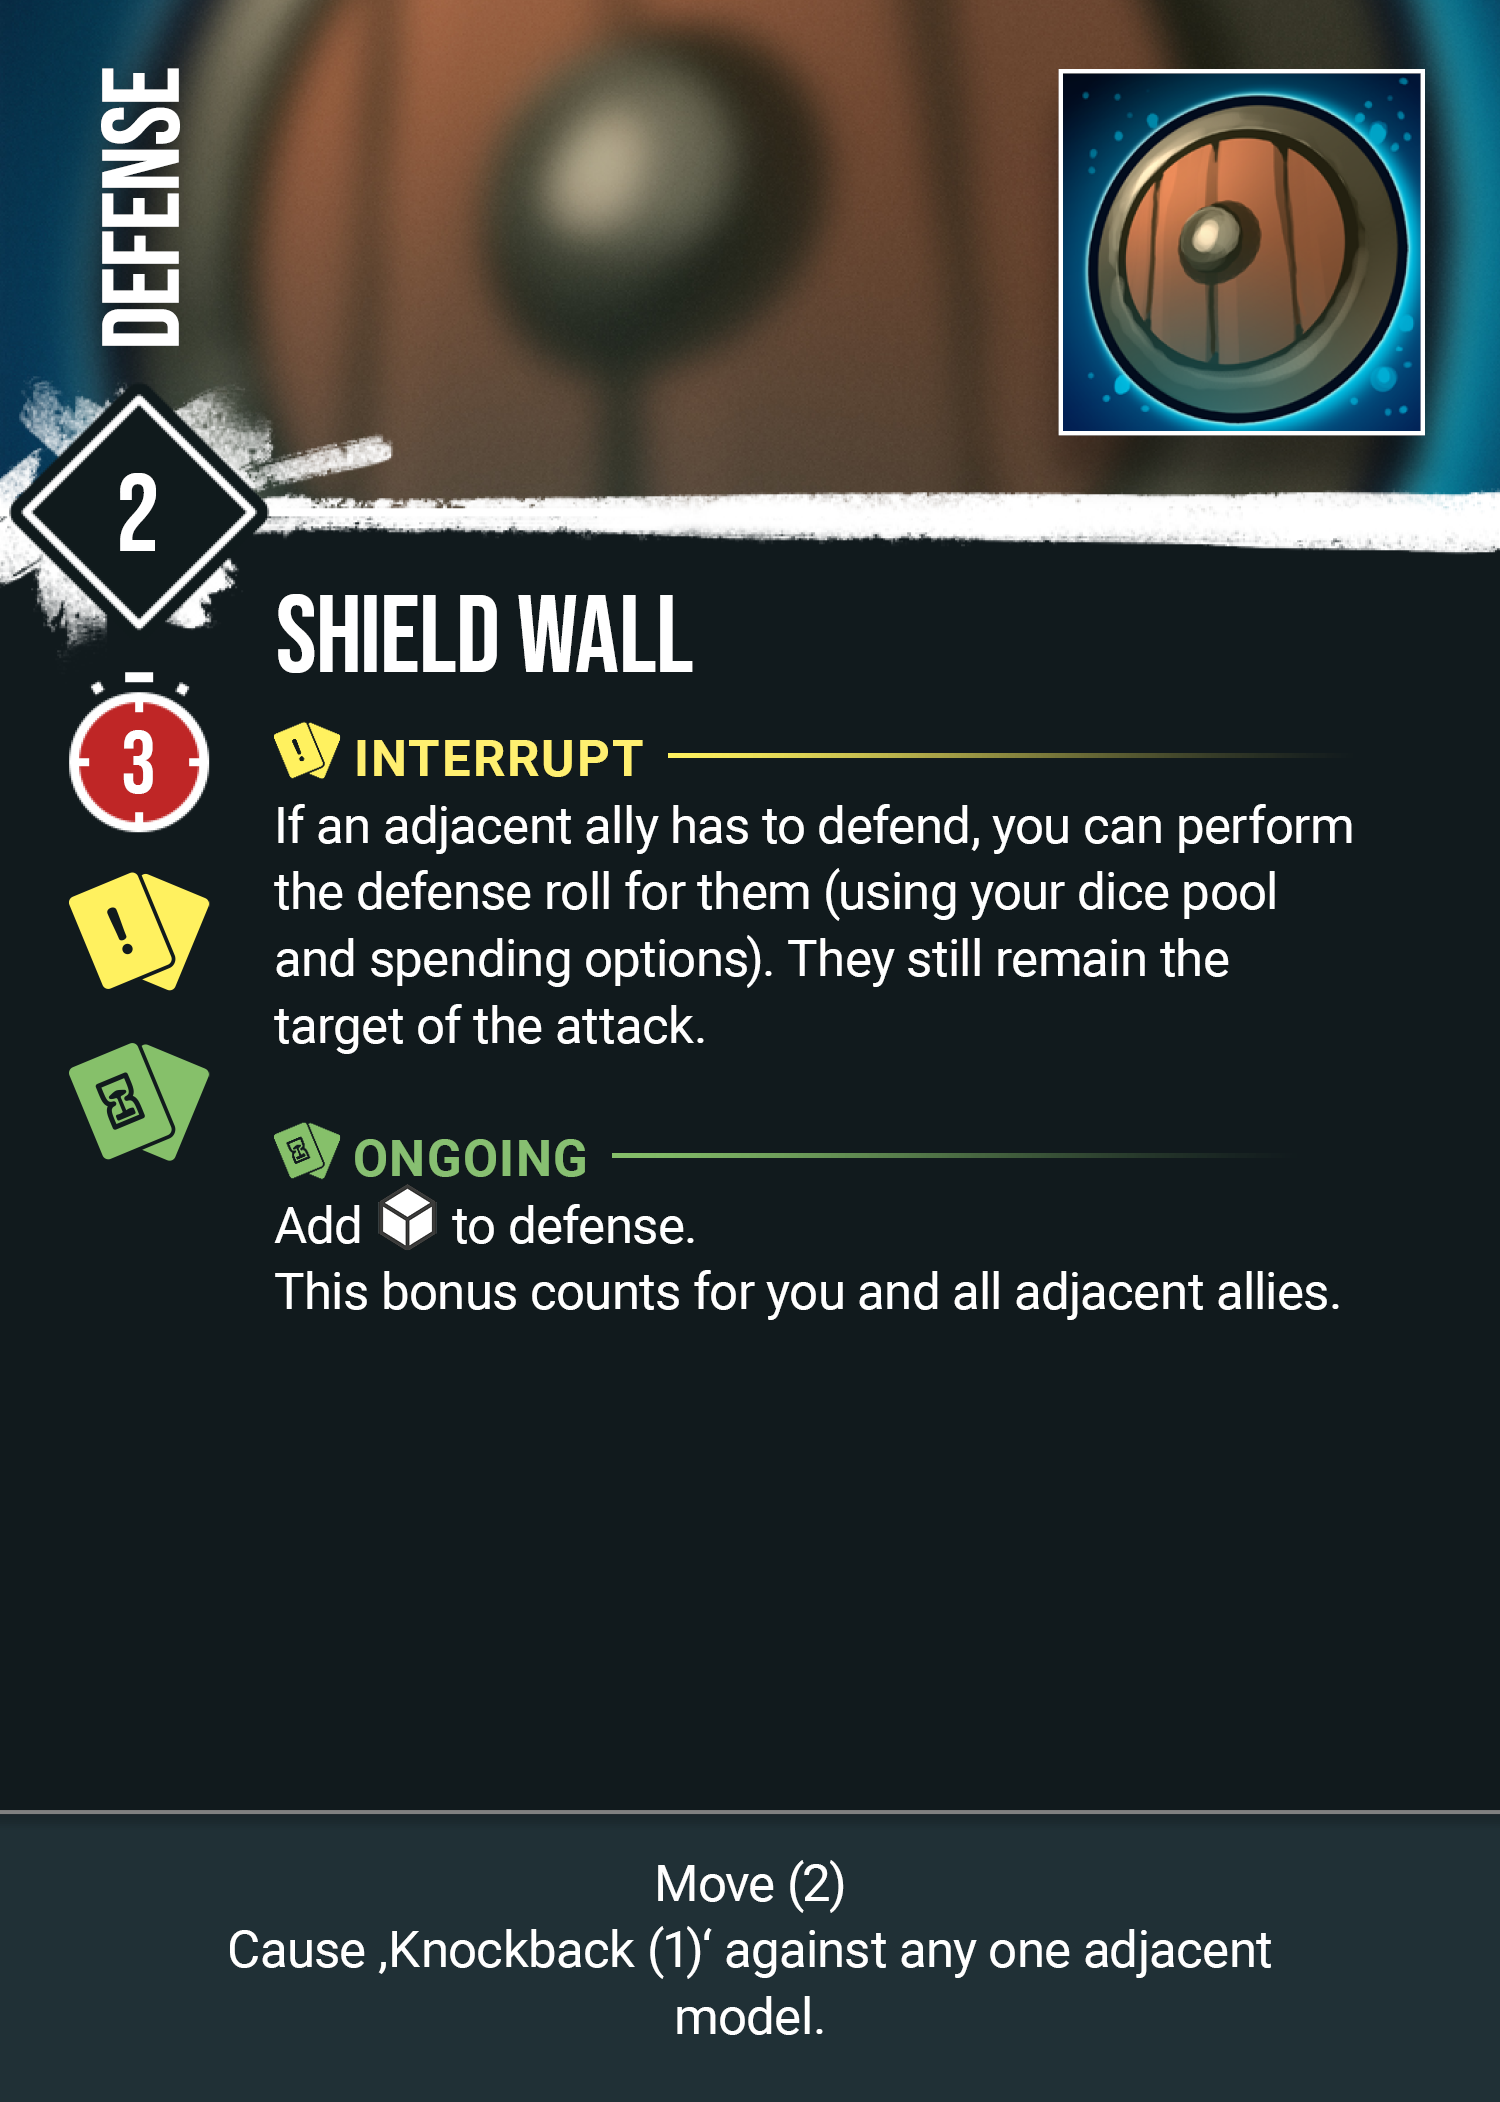 DEFENSE
2
SHIELD WALL
3
INTERRUPT
If an adjacent ally has to defend, you can perform
the defense roll for them (using your dice pool
and spending options). They still remain the
target of the attack.
ONGOING
Add to defense.
This bonus counts for you and all adjacent allies.
Move (2)
Cause ‚Knockback (1)‘ against any one adjacent
model.